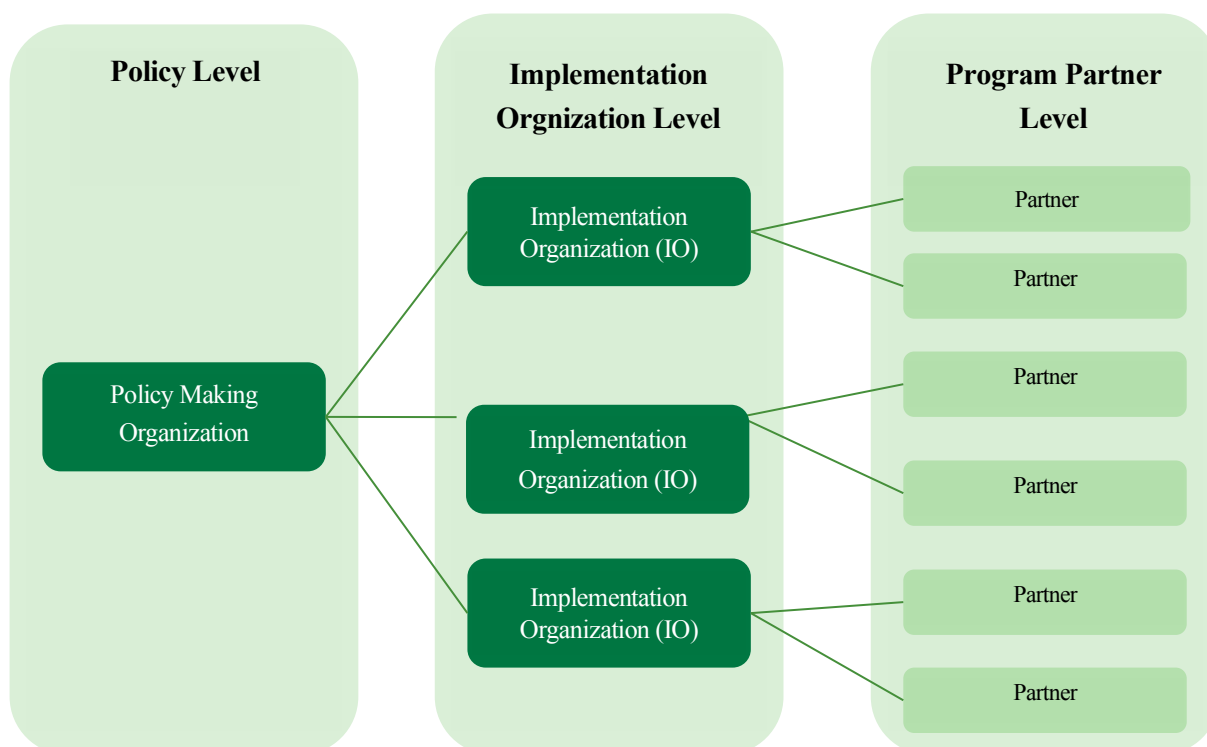 Policy Level
Policy Making
Organization
Implementation
Orgnization Level
Implementation
Organization (IO)
Implementation
Organization (IO)
Implementation
Organization (IO)
Program Partner
Level
Partner
Partner
Partner
Partner
Partner
Partner